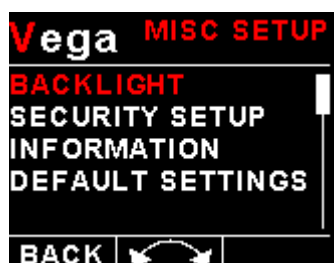 Vega MISC SETUP
BACKLIGHT
SECURITY SETUP
INFORMATION
DEFAULT SETTINGS
BACK